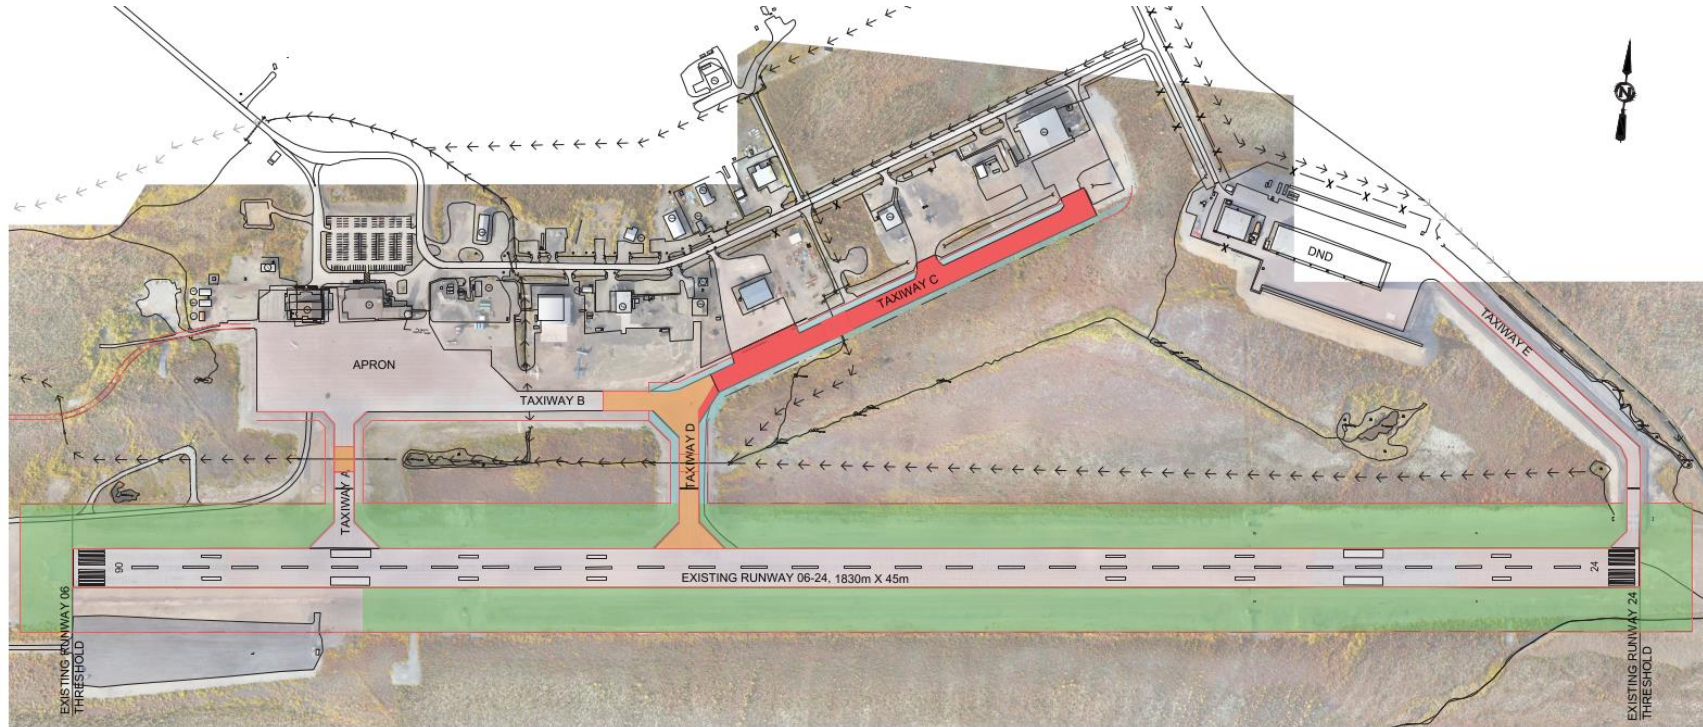 N
DND
TAXIWAY C
TAXIWAY E
APRON
TAXIWAY B
TAXIWAY D
TAXIWAY A
06
EXISTING RUNWAY 06-24, 1830m X 45m
24
EXISTING RUNWAY 06
THRESHOLD
EXISTING RUNWAY 24
THRESHOLD